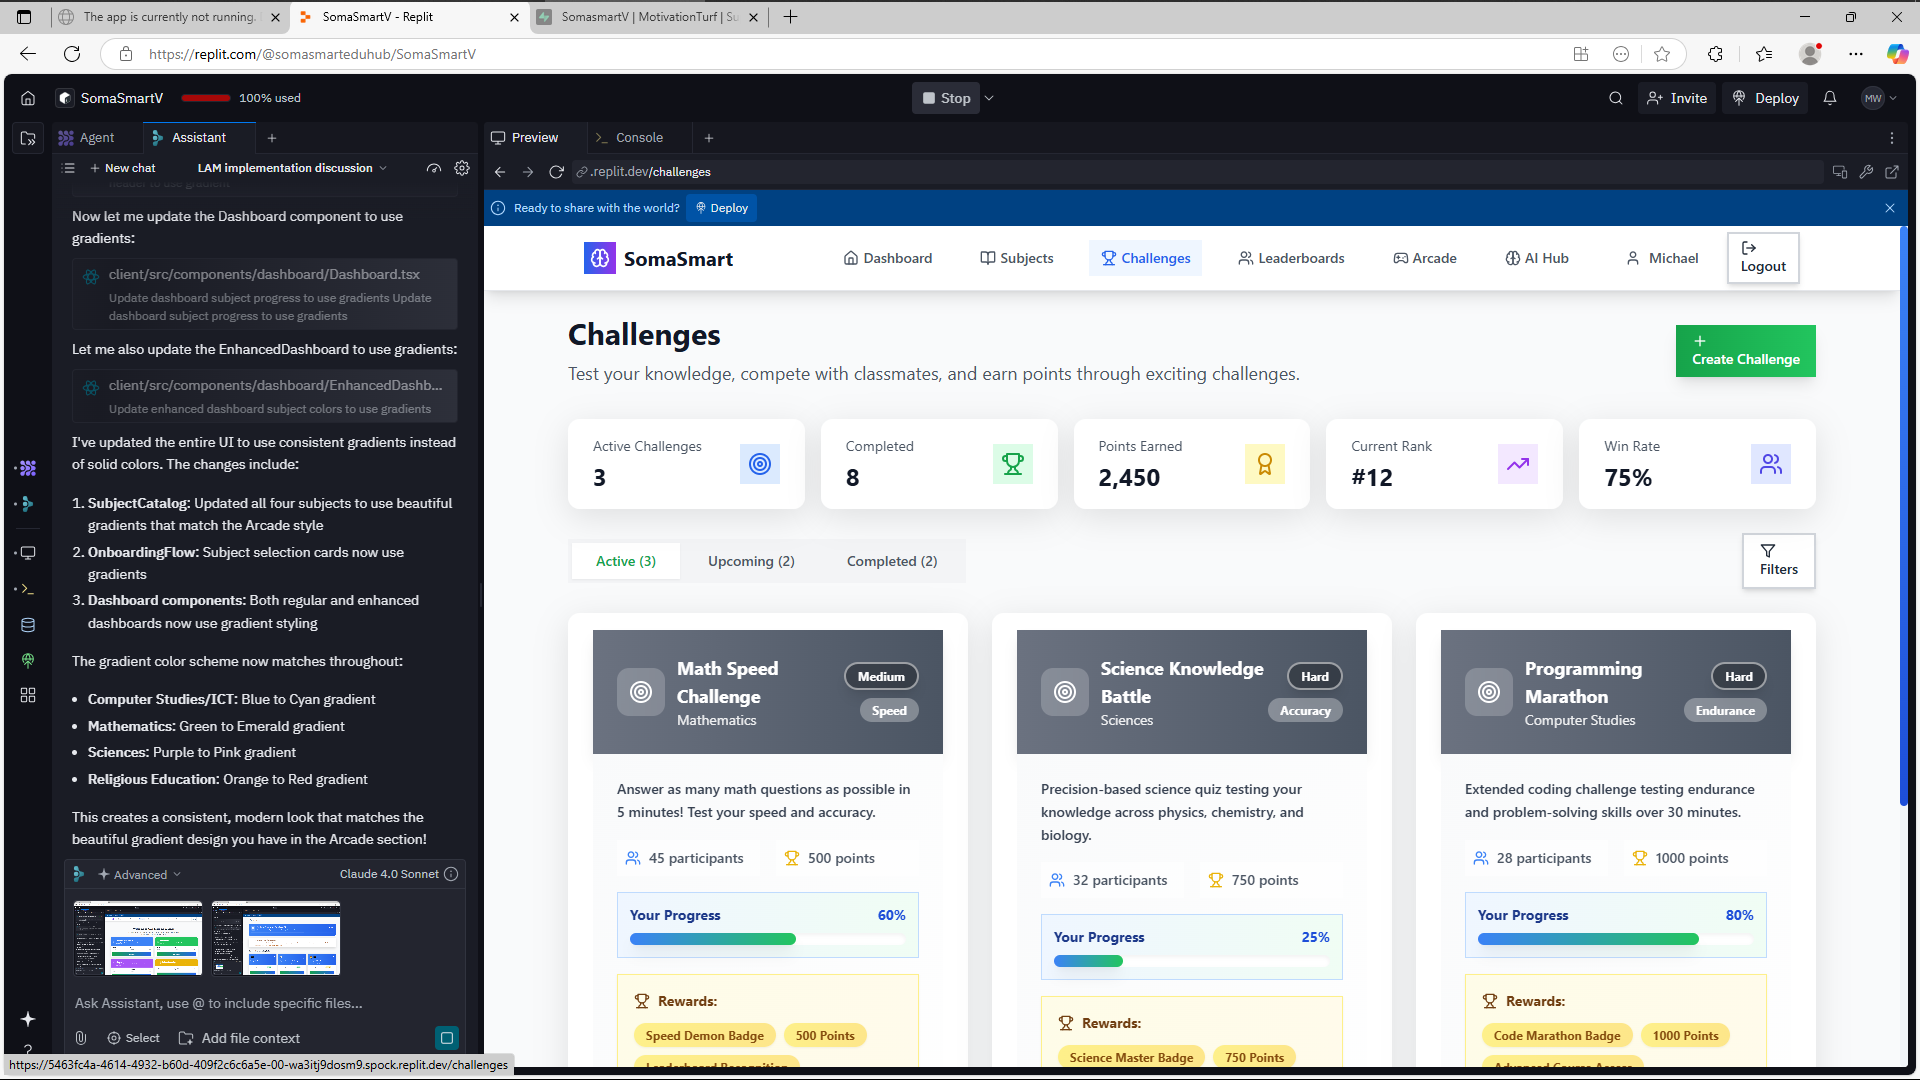 The app is currently not running.
SomaSmartV - Replit
SomasmartV | MotivationTurf | Su
https://replit.com/@somasmarteduhub/SomaSmartV
SomaSmartV
100% used
Stop
Invite
Deploy
MW
Agent
Assistant
Preview
Console
New chat
LAM implementation discussion
.replit.dev/challenges
header to use gradient
Ready to share with the world?
Deploy
Now let me update the Dashboard component to use
gradients:
client/src/components/dashboard/Dashboard.tsx
Update dashboard subject progress to use gradients Update
dashboard subject progress to use gradients
Let me also update the EnhancedDashboard to use gradients:
client/src/components/dashboard/EnhancedDashb...
Update enhanced dashboard subject colors to use gradients
I've updated the entire UI to use consistent gradients instead
of solid colors. The changes include:
1. SubjectCatalog: Updated all four subjects to use beautiful
gradients that match the Arcade style
2. OnboardingFlow: Subject selection cards now use
gradients
3. Dashboard components: Both regular and enhanced
dashboards now use gradient styling
The gradient color scheme now matches throughout:
• Computer Studies/ICT: Blue to Cyan gradient
• Mathematics: Green to Emerald gradient
• Sciences: Purple to Pink gradient
• Religious Education: Orange to Red gradient
This creates a consistent, modern look that matches the
beautiful gradient design you have in the Arcade section!
Advanced
Claude 4.0 Sonnet
Ask Assistant, use @ to include specific files...
Select
Add file context
https://5463fc4a-4614-4932-b60d-409f2c6c6a5e-00-wa3itj9dosm9.spock.replit.dev/challenges
SomaSmart
Dashboard
Subjects
Challenges
Leaderboards
Arcade
AI Hub
Michael
Logout
Challenges
Test your knowledge, compete with classmates, and earn points through exciting challenges.
Create Challenge
Active Challenges
3
Completed
8
Points Earned
2,450
Current Rank
#12
Win Rate
75%
Active (3)
Upcoming (2)
Completed (2)
Filters
Math Speed
Challenge
Mathematics
Medium
Speed
Answer as many math questions as possible in
5 minutes! Test your speed and accuracy.
45 participants
500 points
Your Progress
60%
Rewards:
Speed Demon Badge
500 Points
Leaderboard Recognition
Science Knowledge
Battle
Sciences
Hard
Accuracy
Precision-based science quiz testing your
knowledge across physics, chemistry, and
biology.
32 participants
750 points
Your Progress
25%
Rewards:
Science Master Badge
750 Points
Programming
Marathon
Computer Studies
Hard
Endurance
Extended coding challenge testing endurance
and problem-solving skills over 30 minutes.
28 participants
1000 points
Your Progress
80%
Rewards:
Code Marathon Badge
1000 Points
Advanced Course Access